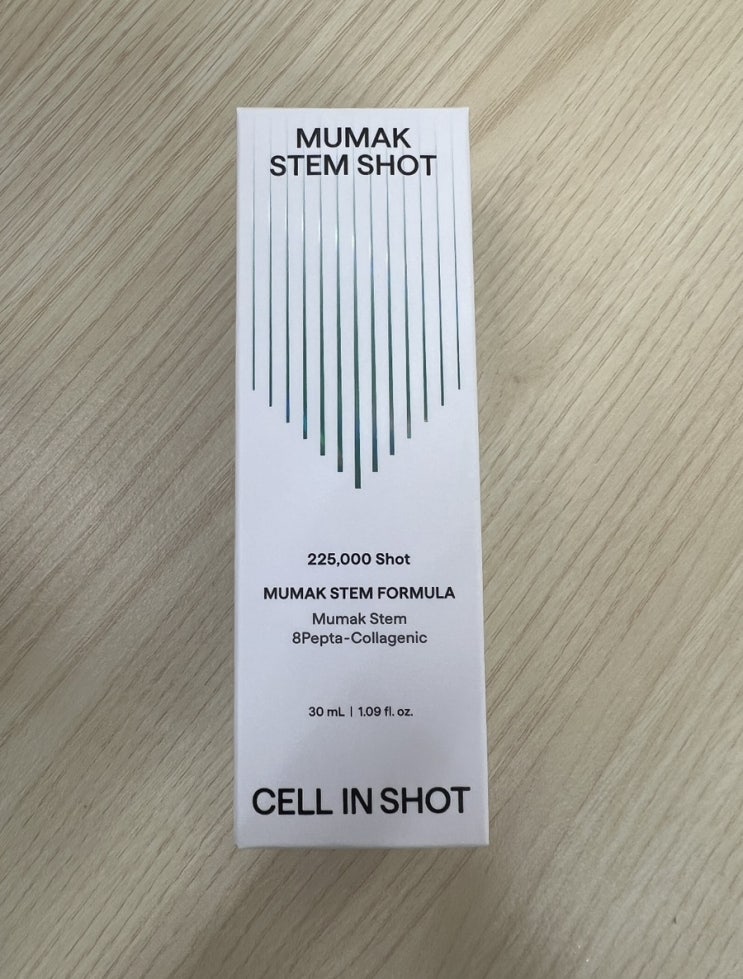 MUMAK
STEM SHOT
225,000 Shot
MUMAK STEM FORMULA
Mumak Stem
8Pepta-Collagenic
30 mL | 1.09 fl. oz.
CELL IN SHOT